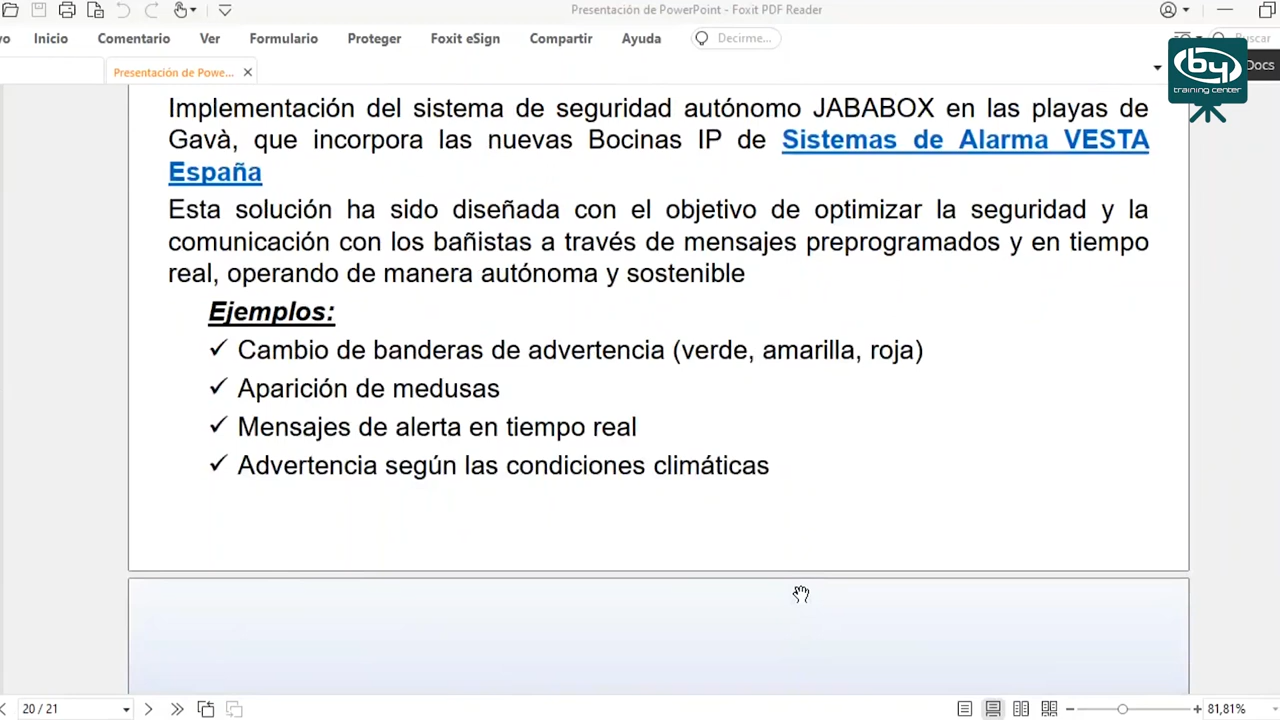 Presentación de PowerPoint - Foxit PDF Reader
vo Inicio Comentario Ver Formulario Proteger Foxit eSign Compartir Ayuda Decirme... Buscar
Presentación de Powe... Docs
by
training center
Implementación del sistema de seguridad autónomo JABABOX en las playas de
Gavà, que incorpora las nuevas Bocinas IP de Sistemas de Alarma VESTA
España
Esta solución ha sido diseñada con el objetivo de optimizar la seguridad y la
comunicación con los bañistas a través de mensajes preprogramados y en tiempo
real, operando de manera autónoma y sostenible
Ejemplos:
✓ Cambio de banderas de advertencia (verde, amarilla, roja)
✓ Aparición de medusas
✓ Mensajes de alerta en tiempo real
✓ Advertencia según las condiciones climáticas
20 / 21 81,81%